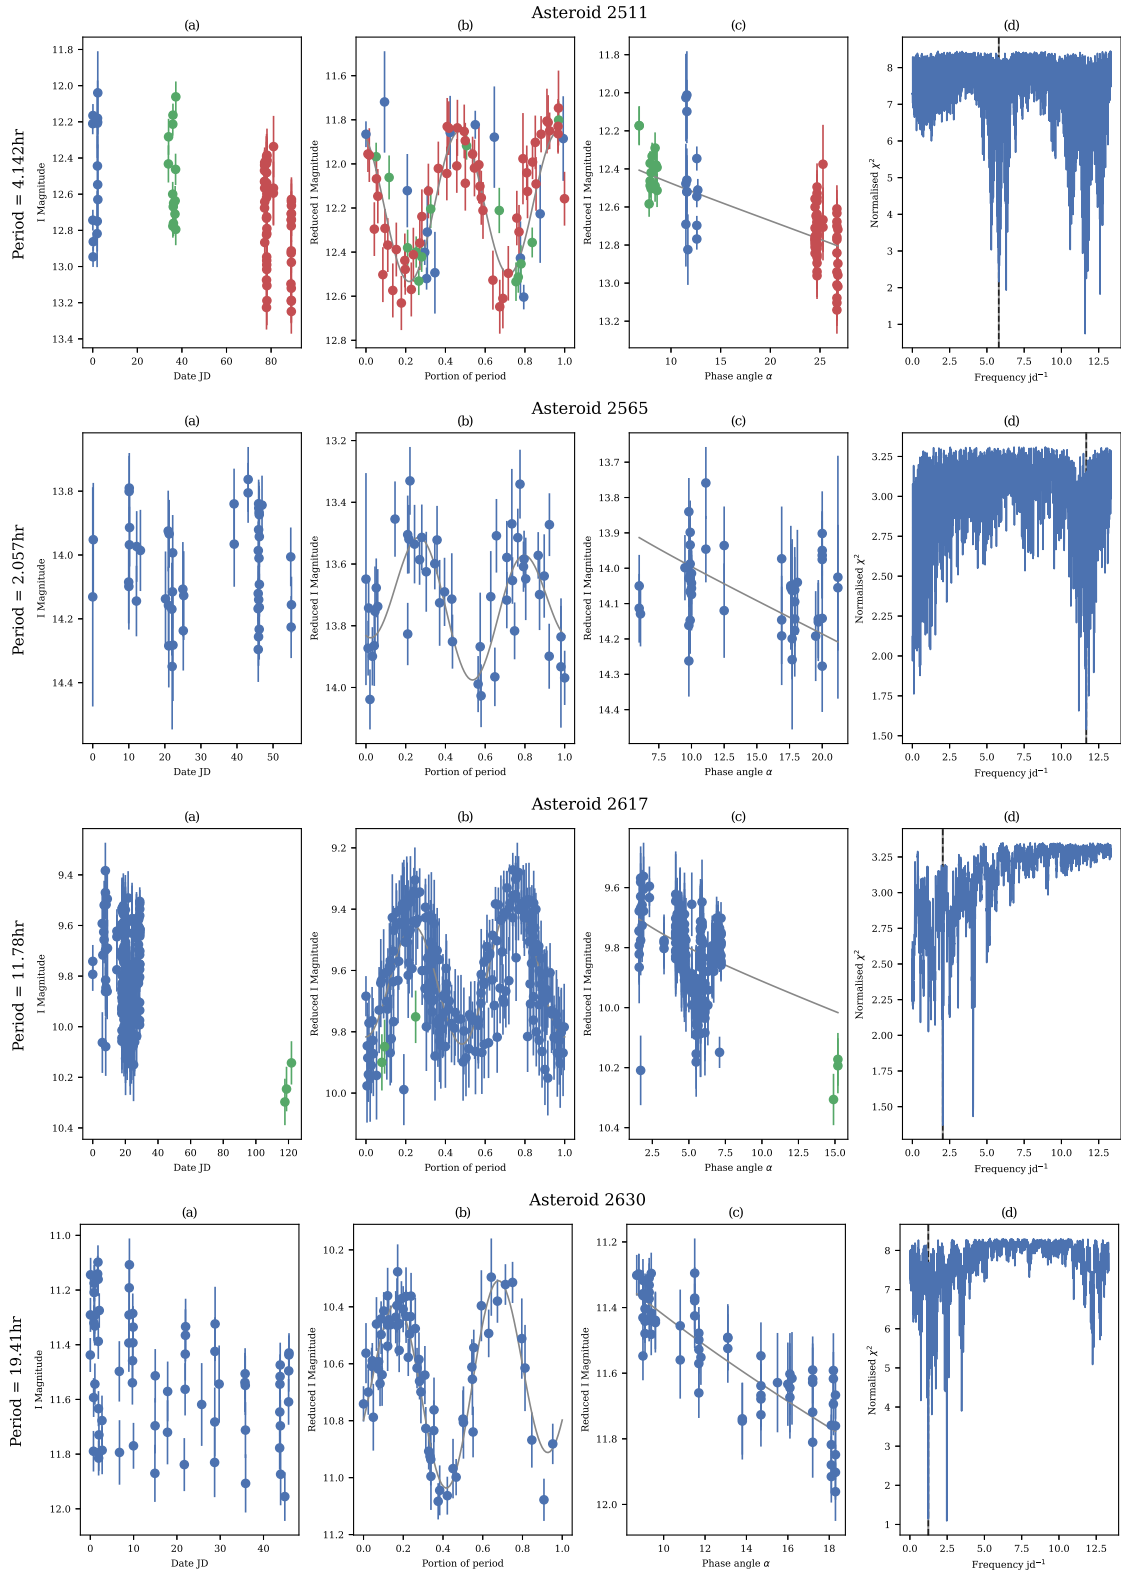 Asteroid 2511
(a) (b) (c) (d)
Period = 4.142hr
I Magnitude
11.8
12.0
12.2
12.4
12.6
12.8
13.0
13.2
13.4
0 20 40 60 80
Date JD
Reduced I Magnitude
11.6
11.8
12.0
12.2
12.4
12.6
12.8
0.0 0.2 0.4 0.6 0.8 1.0
Portion of period
Reduced I Magnitude
11.8
12.0
12.2
12.4
12.6
12.8
13.0
13.2
10 15 20 25
Phase angle α
Normalised χ²
8
7
6
5
4
3
2
1
0.0 2.5 5.0 7.5 10.0 12.5
Frequency jd⁻¹
Asteroid 2565
(a) (b) (c) (d)
Period = 2.057hr
I Magnitude
13.8
14.0
14.2
14.4
0 10 20 30 40 50
Date JD
Reduced I Magnitude
13.2
13.4
13.6
13.8
14.0
0.0 0.2 0.4 0.6 0.8 1.0
Portion of period
Reduced I Magnitude
13.7
13.8
13.9
14.0
14.1
14.2
14.3
14.4
7.5 10.0 12.5 15.0 17.5 20.0
Phase angle α
Normalised χ²
3.25
3.00
2.75
2.50
2.25
2.00
1.75
1.50
0.0 2.5 5.0 7.5 10.0 12.5
Frequency jd⁻¹
Asteroid 2617
(a) (b) (c) (d)
Period = 11.78hr
I Magnitude
9.4
9.6
9.8
10.0
10.2
10.4
0 20 40 60 80 100 120
Date JD
Reduced I Magnitude
9.2
9.4
9.6
9.8
10.0
0.0 0.2 0.4 0.6 0.8 1.0
Portion of period
Reduced I Magnitude
9.6
9.8
10.0
10.2
10.4
2.5 5.0 7.5 10.0 12.5 15.0
Phase angle α
Normalised χ²
3.25
3.00
2.75
2.50
2.25
2.00
1.75
1.50
0.0 2.5 5.0 7.5 10.0 12.5
Frequency jd⁻¹
Asteroid 2630
(a) (b) (c) (d)
Period = 19.41hr
I Magnitude
11.0
11.2
11.4
11.6
11.8
12.0
0 10 20 30 40
Date JD
Reduced I Magnitude
10.2
10.4
10.6
10.8
11.0
11.2
0.0 0.2 0.4 0.6 0.8 1.0
Portion of period
Reduced I Magnitude
11.2
11.4
11.6
11.8
12.0
10 12 14 16 18
Phase angle α
Normalised χ²
8
7
6
5
4
3
2
1
0.0 2.5 5.0 7.5 10.0 12.5
Frequency jd⁻¹